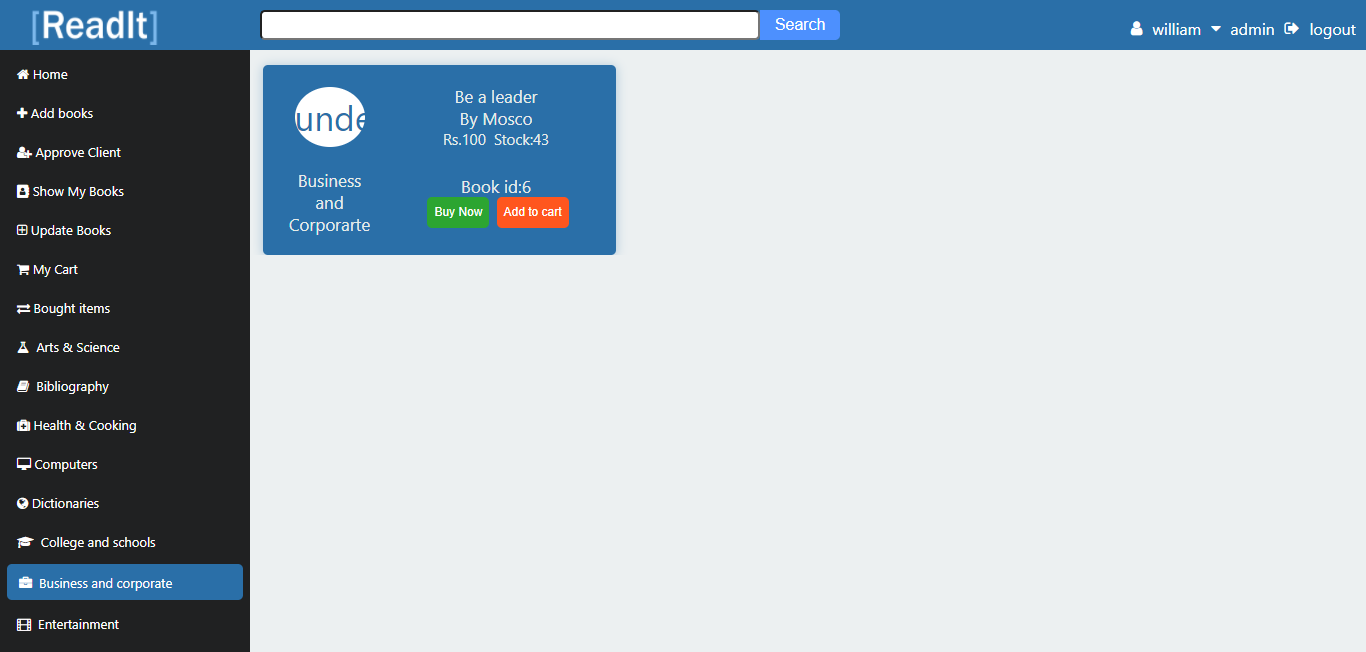 [ReadIt]
Search
william admin logout
Home
Add books
Approve Client
Show My Books
Update Books
My Cart
Bought items
Arts & Science
Bibliography
Health & Cooking
Computers
Dictionaries
College and schools
Business and corporate
Entertainment
unde
Business
and
Corporarte
Be a leader
By Mosco
Rs.100 Stock:43
Book id:6
Buy Now Add to cart